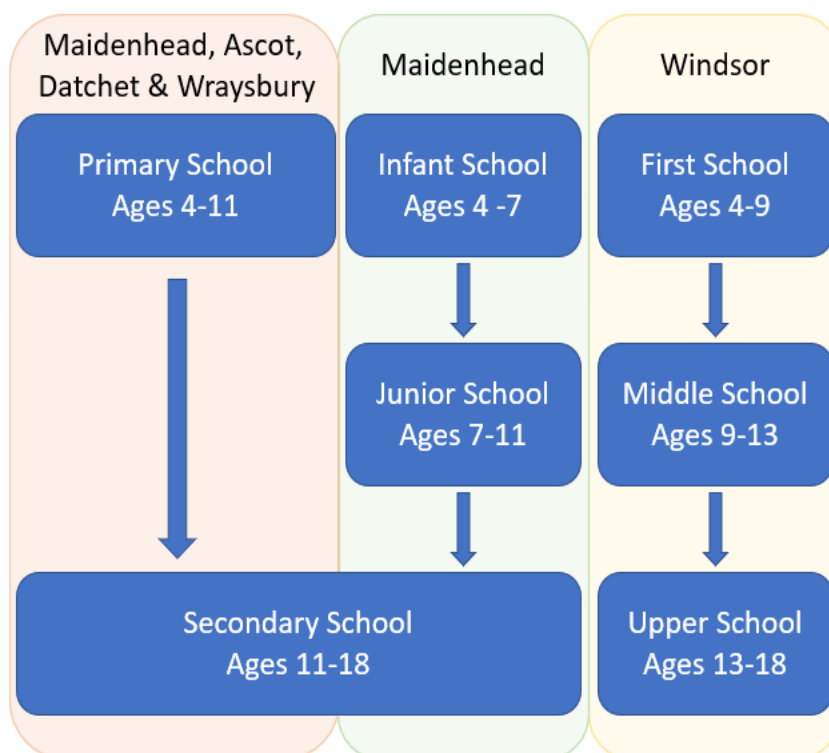 Maidenhead, Ascot,
Datchet & Wraysbury
Maidenhead
Windsor
Primary School
Ages 4-11
Infant School
Ages 4 -7
First School
Ages 4-9
Junior School
Ages 7-11
Middle School
Ages 9-13
Secondary School
Ages 11-18
Upper School
Ages 13-18